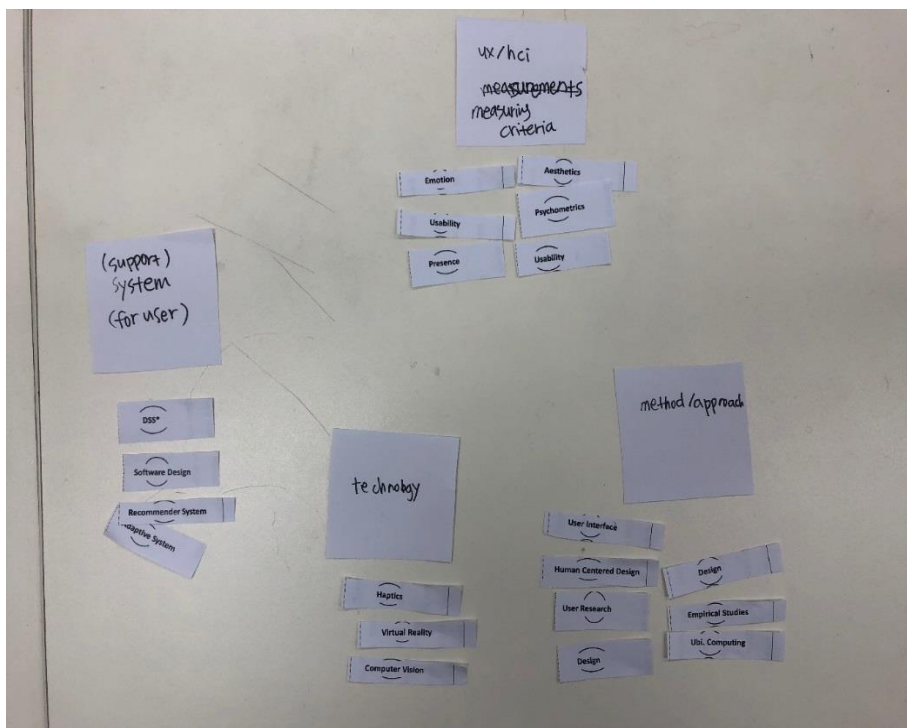 ux/hci
measurements
measuring
criteria
Emotion
Aesthetics
Usability
Psychometrics
Presence
Usability
(support)
system
(for user)
DSS*
Software Design
Recommender System
daptive System
technology
Haptics
Virtual Reality
Computer Vision
method/approach
User Interface
Human Centered Design
Design
User Research
Empirical Studies
Ubi. Computing
Design